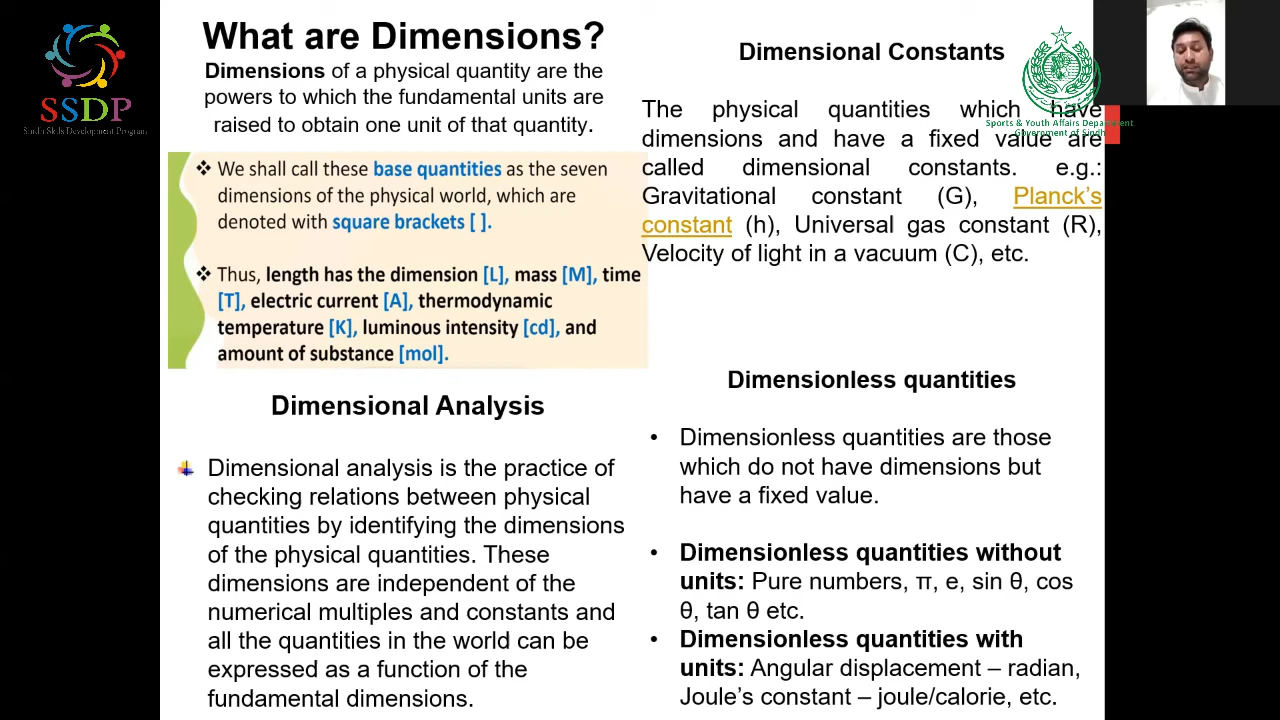 SSDP
Sindh Skills Development Program
What are Dimensions?
Dimensions of a physical quantity are the
powers to which the fundamental units are
raised to obtain one unit of that quantity.
❖ We shall call these base quantities as the seven
dimensions of the physical world, which are
denoted with square brackets [ ].
❖ Thus, length has the dimension [L], mass [M], time
[T], electric current [A], thermodynamic
temperature [K], luminous intensity [cd], and
amount of substance [mol].
Dimensional Analysis
Dimensional analysis is the practice of
checking relations between physical
quantities by identifying the dimensions
of the physical quantities. These
dimensions are independent of the
numerical multiples and constants and
all the quantities in the world can be
expressed as a function of the
fundamental dimensions.
Dimensional Constants
The physical quantities which have
dimensions and have a fixed value are
called dimensional constants. e.g.:
Gravitational constant (G), Planck's
constant (h), Universal gas constant (R),
Velocity of light in a vacuum (C), etc.
Sports & Youth Affairs Department
Government of Sindh
Dimensionless quantities
• Dimensionless quantities are those
which do not have dimensions but
have a fixed value.
• Dimensionless quantities without
units: Pure numbers, π, e, sin θ, cos
θ, tan θ etc.
• Dimensionless quantities with
units: Angular displacement – radian,
Joule's constant – joule/calorie, etc.